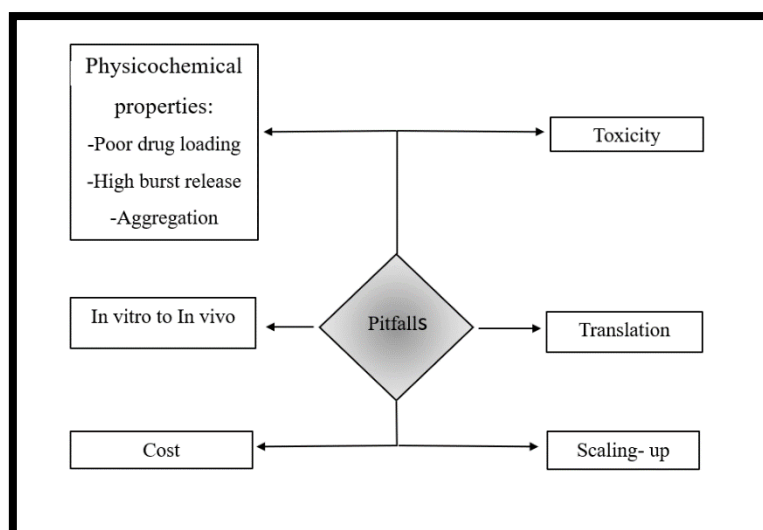 Physicochemical
properties:
-Poor drug loading
-High burst release
-Aggregation
Toxicity
In vitro to In vivo
Pitfalls
Translation
Cost
Scaling- up